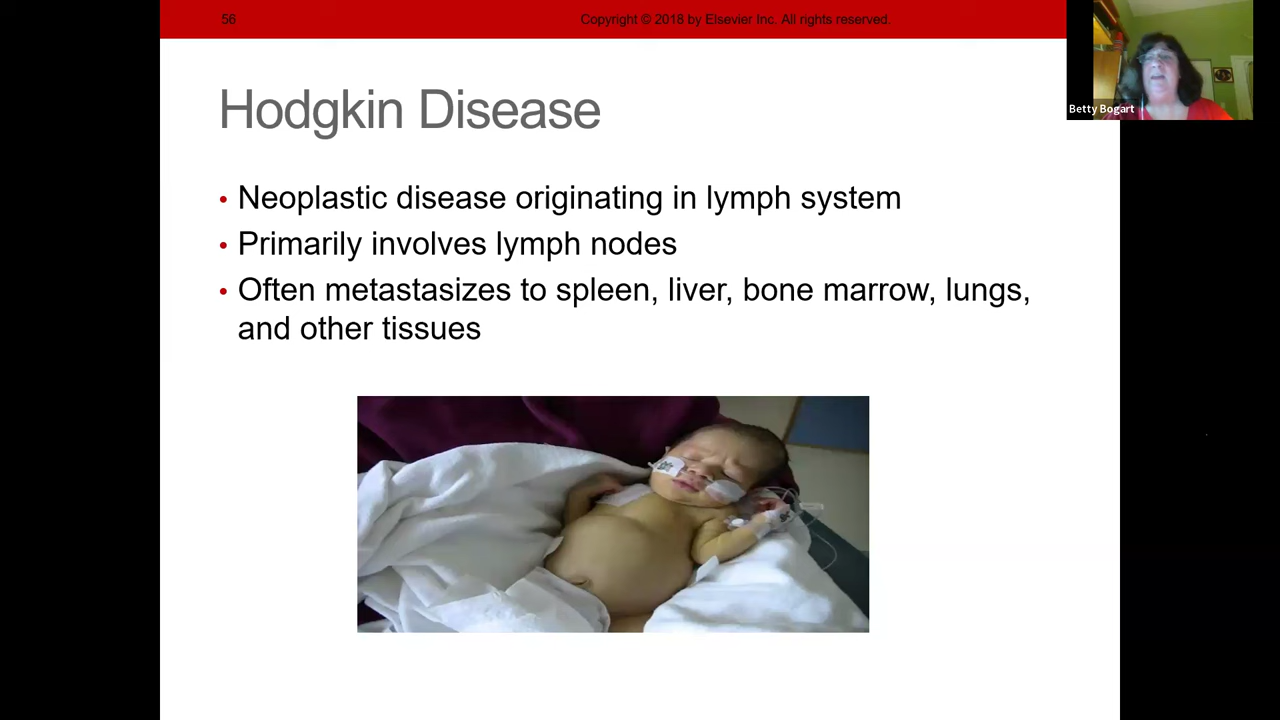 56
Copyright © 2018 by Elsevier Inc. All rights reserved.
Betty Bogart
Hodgkin Disease
• Neoplastic disease originating in lymph system
• Primarily involves lymph nodes
• Often metastasizes to spleen, liver, bone marrow, lungs,
and other tissues